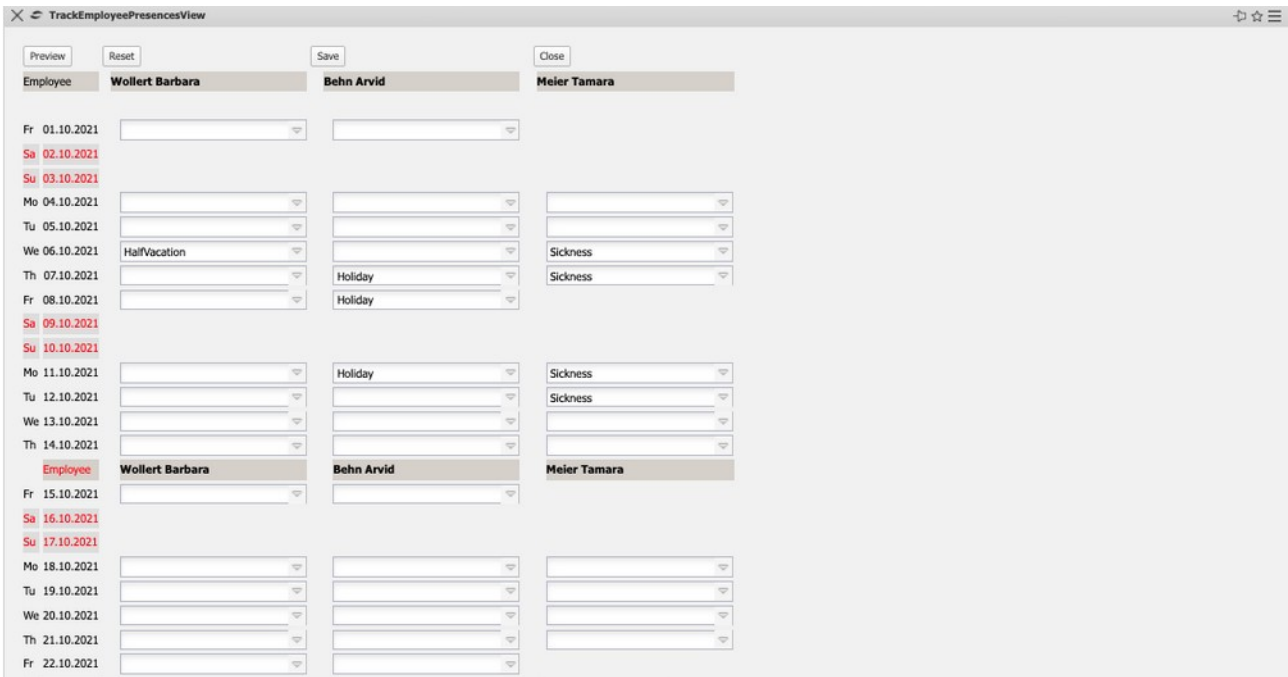 TrackEmployeePresencesView
Preview Reset Save Close
Employee Wollert Barbara Behn Arvid Meier Tamara
Fr 01.10.2021
Sa 02.10.2021
Su 03.10.2021
Mo 04.10.2021
Tu 05.10.2021
We 06.10.2021 HalfVacation Sickness
Th 07.10.2021 Holiday Sickness
Fr 08.10.2021 Holiday
Sa 09.10.2021
Su 10.10.2021
Mo 11.10.2021 Holiday Sickness
Tu 12.10.2021 Sickness
We 13.10.2021
Th 14.10.2021
Employee Wollert Barbara Behn Arvid Meier Tamara
Fr 15.10.2021
Sa 16.10.2021
Su 17.10.2021
Mo 18.10.2021
Tu 19.10.2021
We 20.10.2021
Th 21.10.2021
Fr 22.10.2021